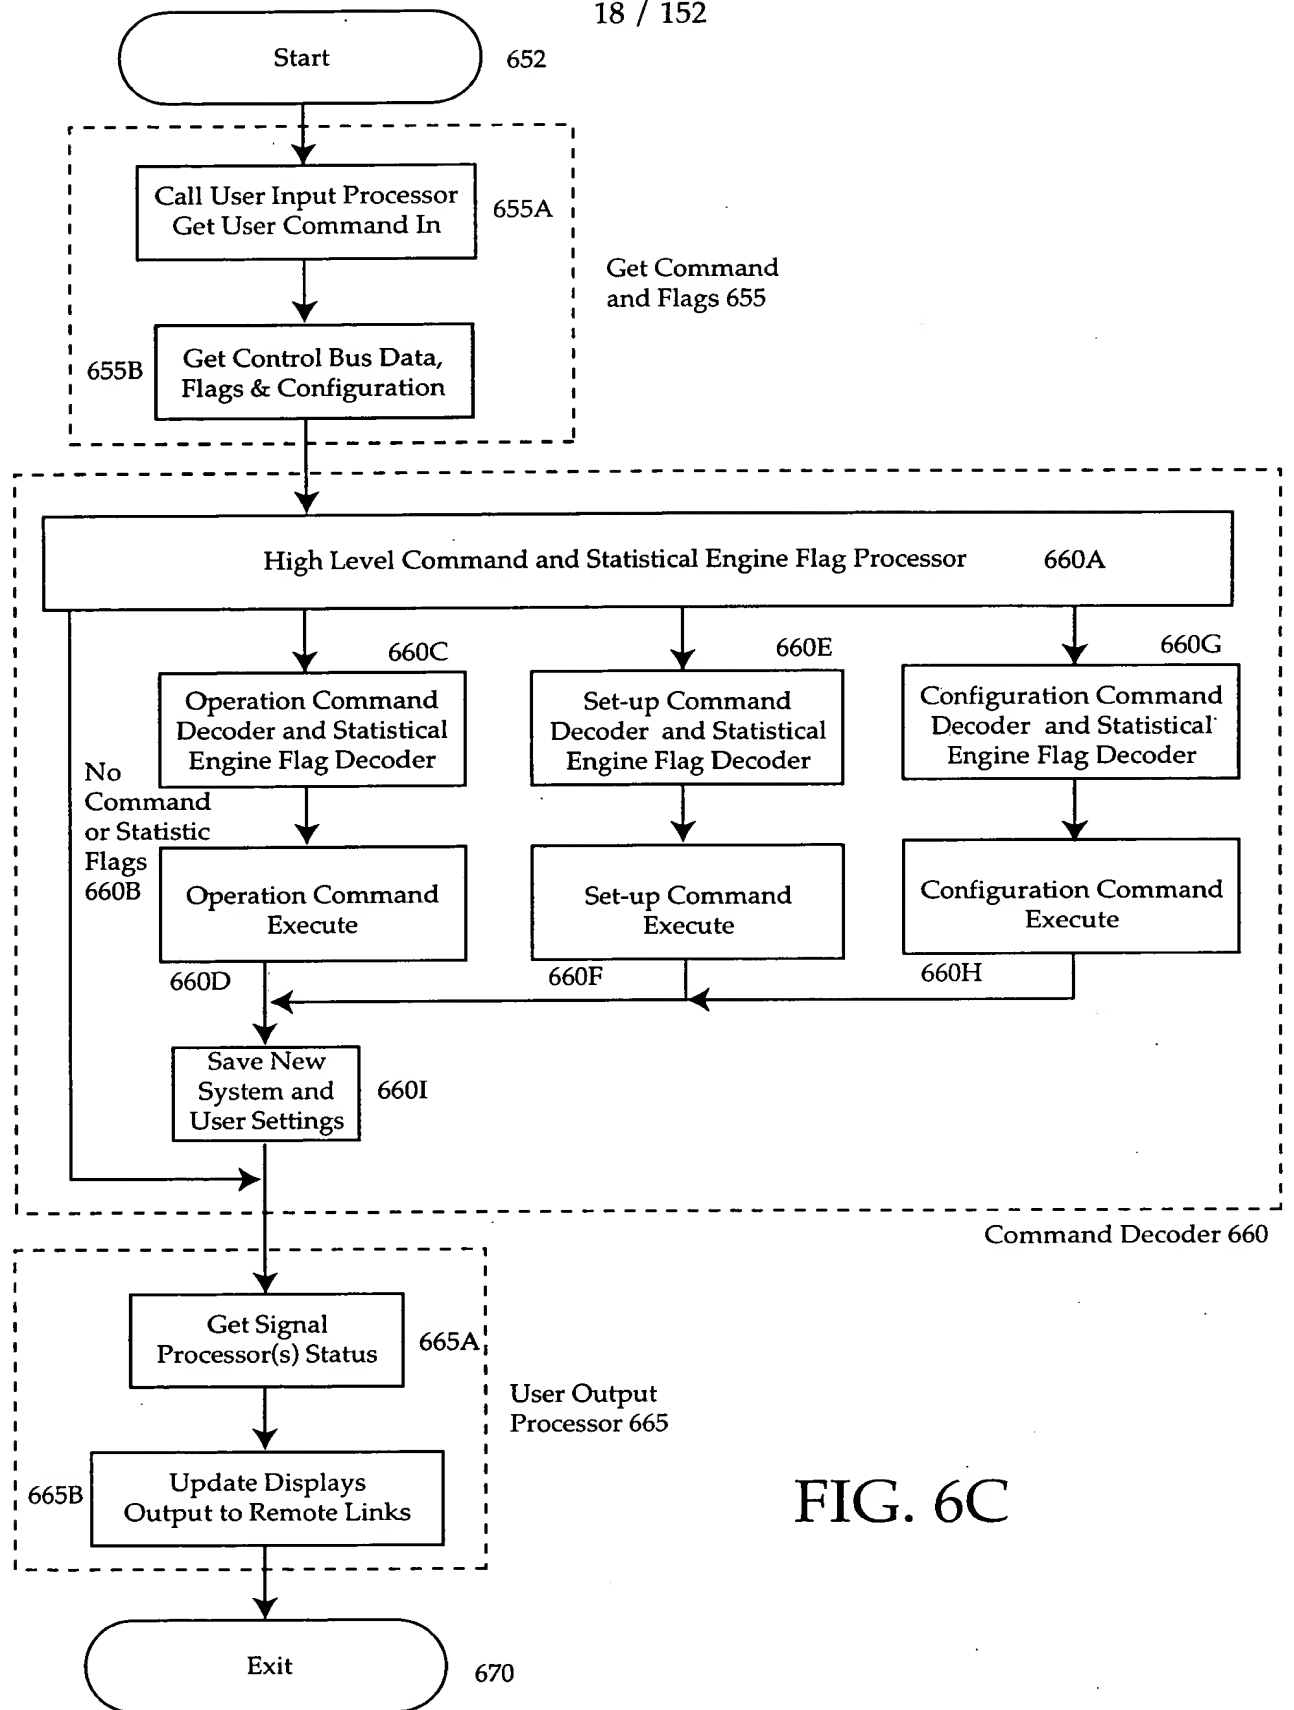 18 / 152
Start
652
Call User Input Processor
Get User Command In
655A
Get Command
and Flags 655
655B
Get Control Bus Data,
Flags & Configuration
High Level Command and Statistical Engine Flag Processor
660A
660C
660E
660G
Operation Command
Decoder and Statistical
Engine Flag Decoder
Set-up Command
Decoder and Statistical
Engine Flag Decoder
Configuration Command
Decoder and Statistical
Engine Flag Decoder
No
Command
or Statistic
Flags
660B
Operation Command
Execute
Set-up Command
Execute
Configuration Command
Execute
660D
660F
660H
Save New
System and
User Settings
660I
Command Decoder 660
Get Signal
Processor(s) Status
665A
User Output
Processor 665
665B
Update Displays
Output to Remote Links
FIG. 6C
Exit
670